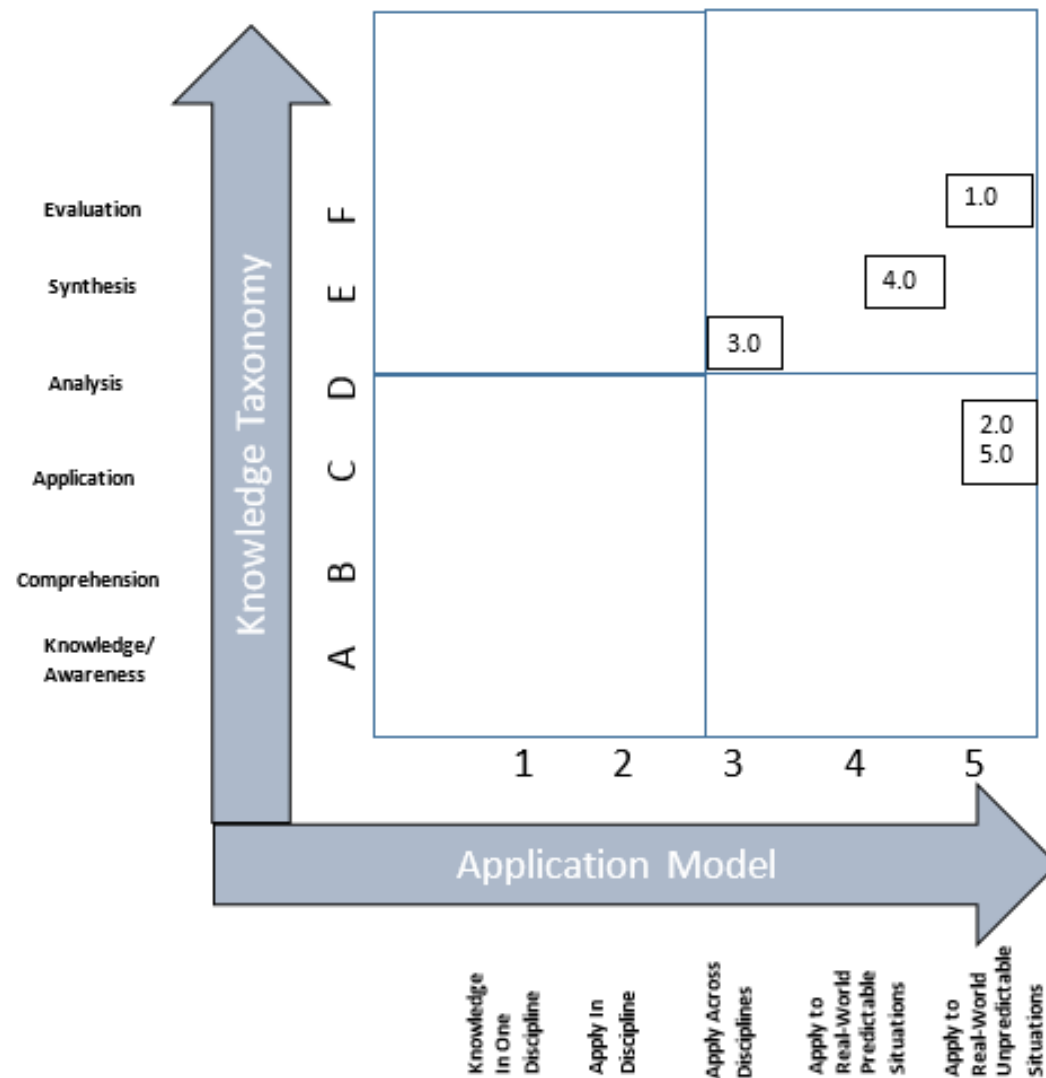 Evaluation
Synthesis
Analysis
Application
Comprehension
Knowledge/
Awareness
Knowledge Taxonomy
F
E
D
C
B
A
1.0
4.0
3.0
2.0
5.0
1
2
3
4
5
Application Model
Knowledge
In One
Discipline
Apply In
Discipline
Apply Across
Disciplines
Apply to
Real-World
Predictable
Situations
Apply to
Real-World
Unpredictable
Situations